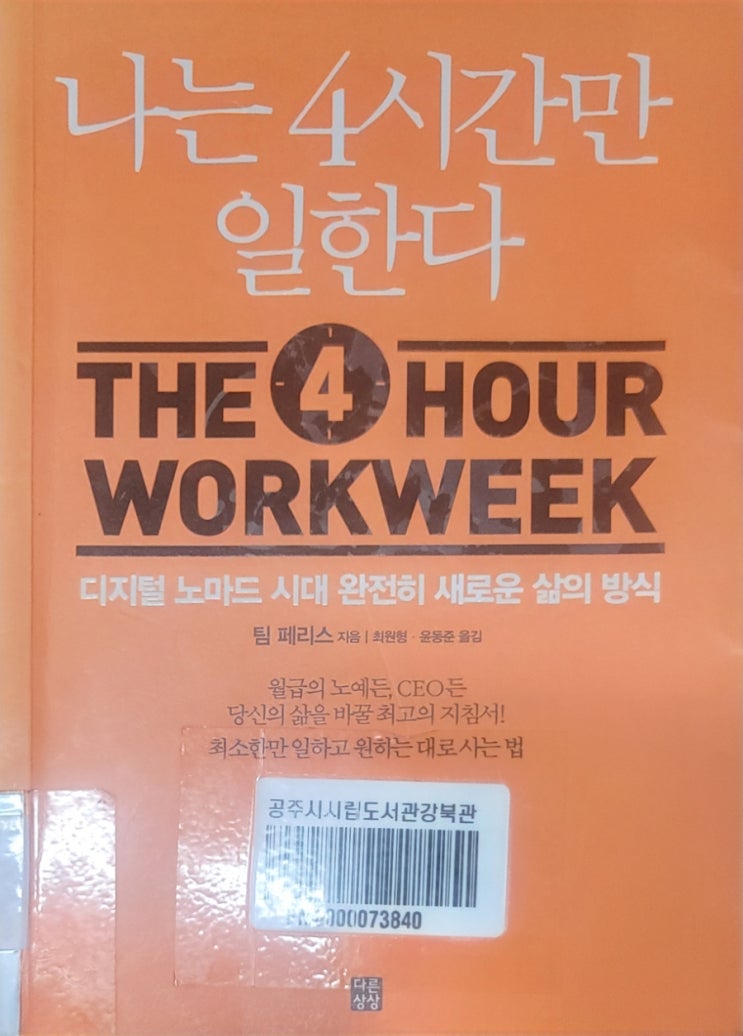 나는 4시간만
일한다
THE 4 HOUR
WORKWEEK
디지털 노마드 시대 완전히 새로운 삶의 방식
팀 페리스 지음 | 최원형 · 윤동준 옮김
월급의 노예든, CEO든
당신의 삶을 바꿀 최고의 지침서!
최소한만 일하고 원하는 대로 사는 법
공주시시립도서관강북관
000073840
다른
상상